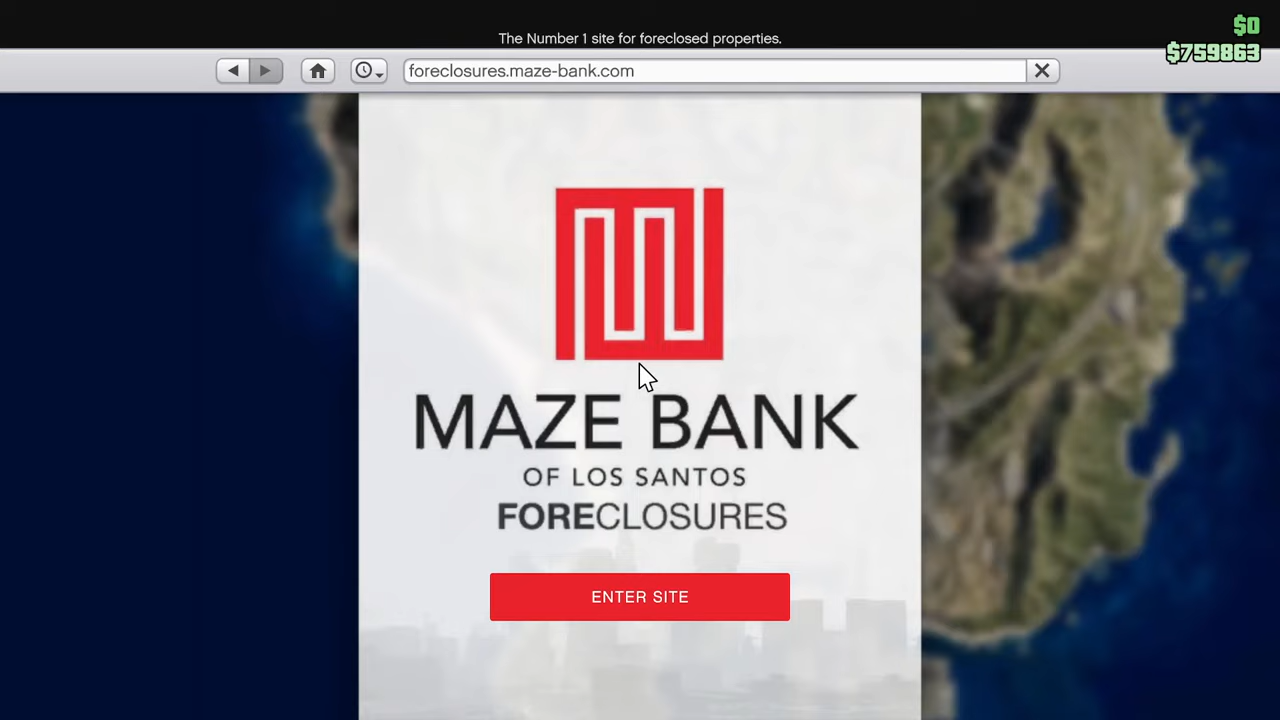 $0
The Number 1 site for foreclosed properties.
$759863
foreclosures.maze-bank.com
MAZE BANK
OF LOS SANTOS
FORECLOSURES
ENTER SITE